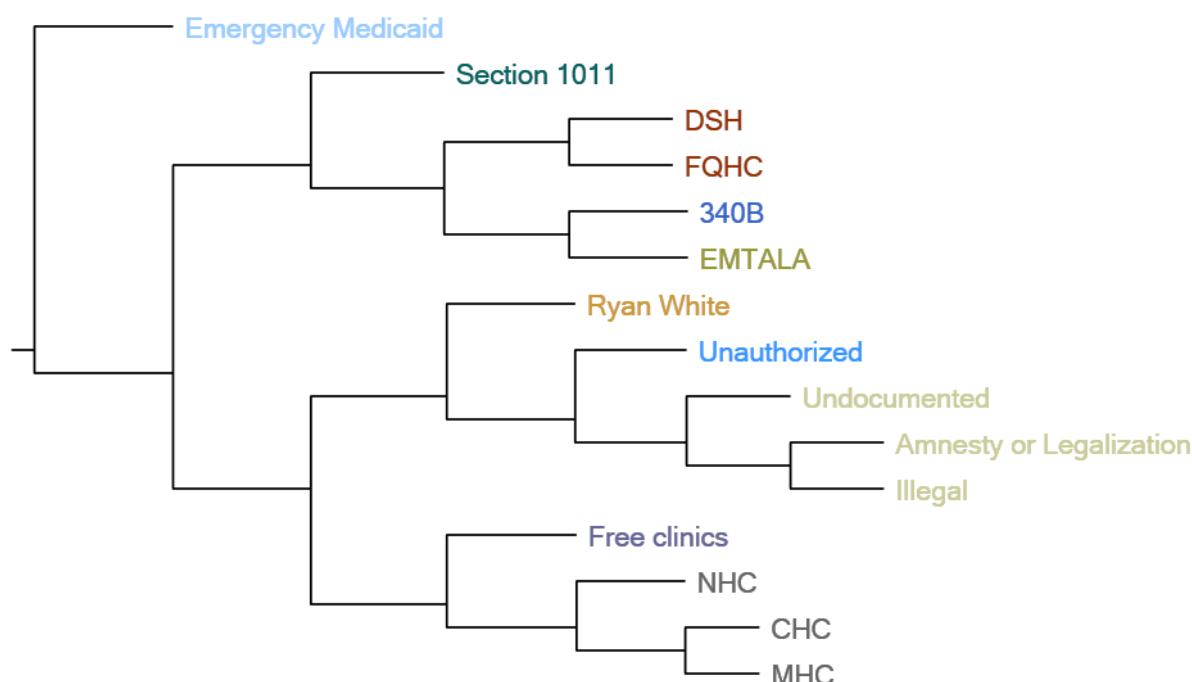 Emergency Medicaid
Section 1011
DSH
FQHC
340B
EMTALA
Ryan White
Unauthorized
Undocumented
Amnesty or Legalization
Illegal
Free clinics
NHC
CHC
MHC